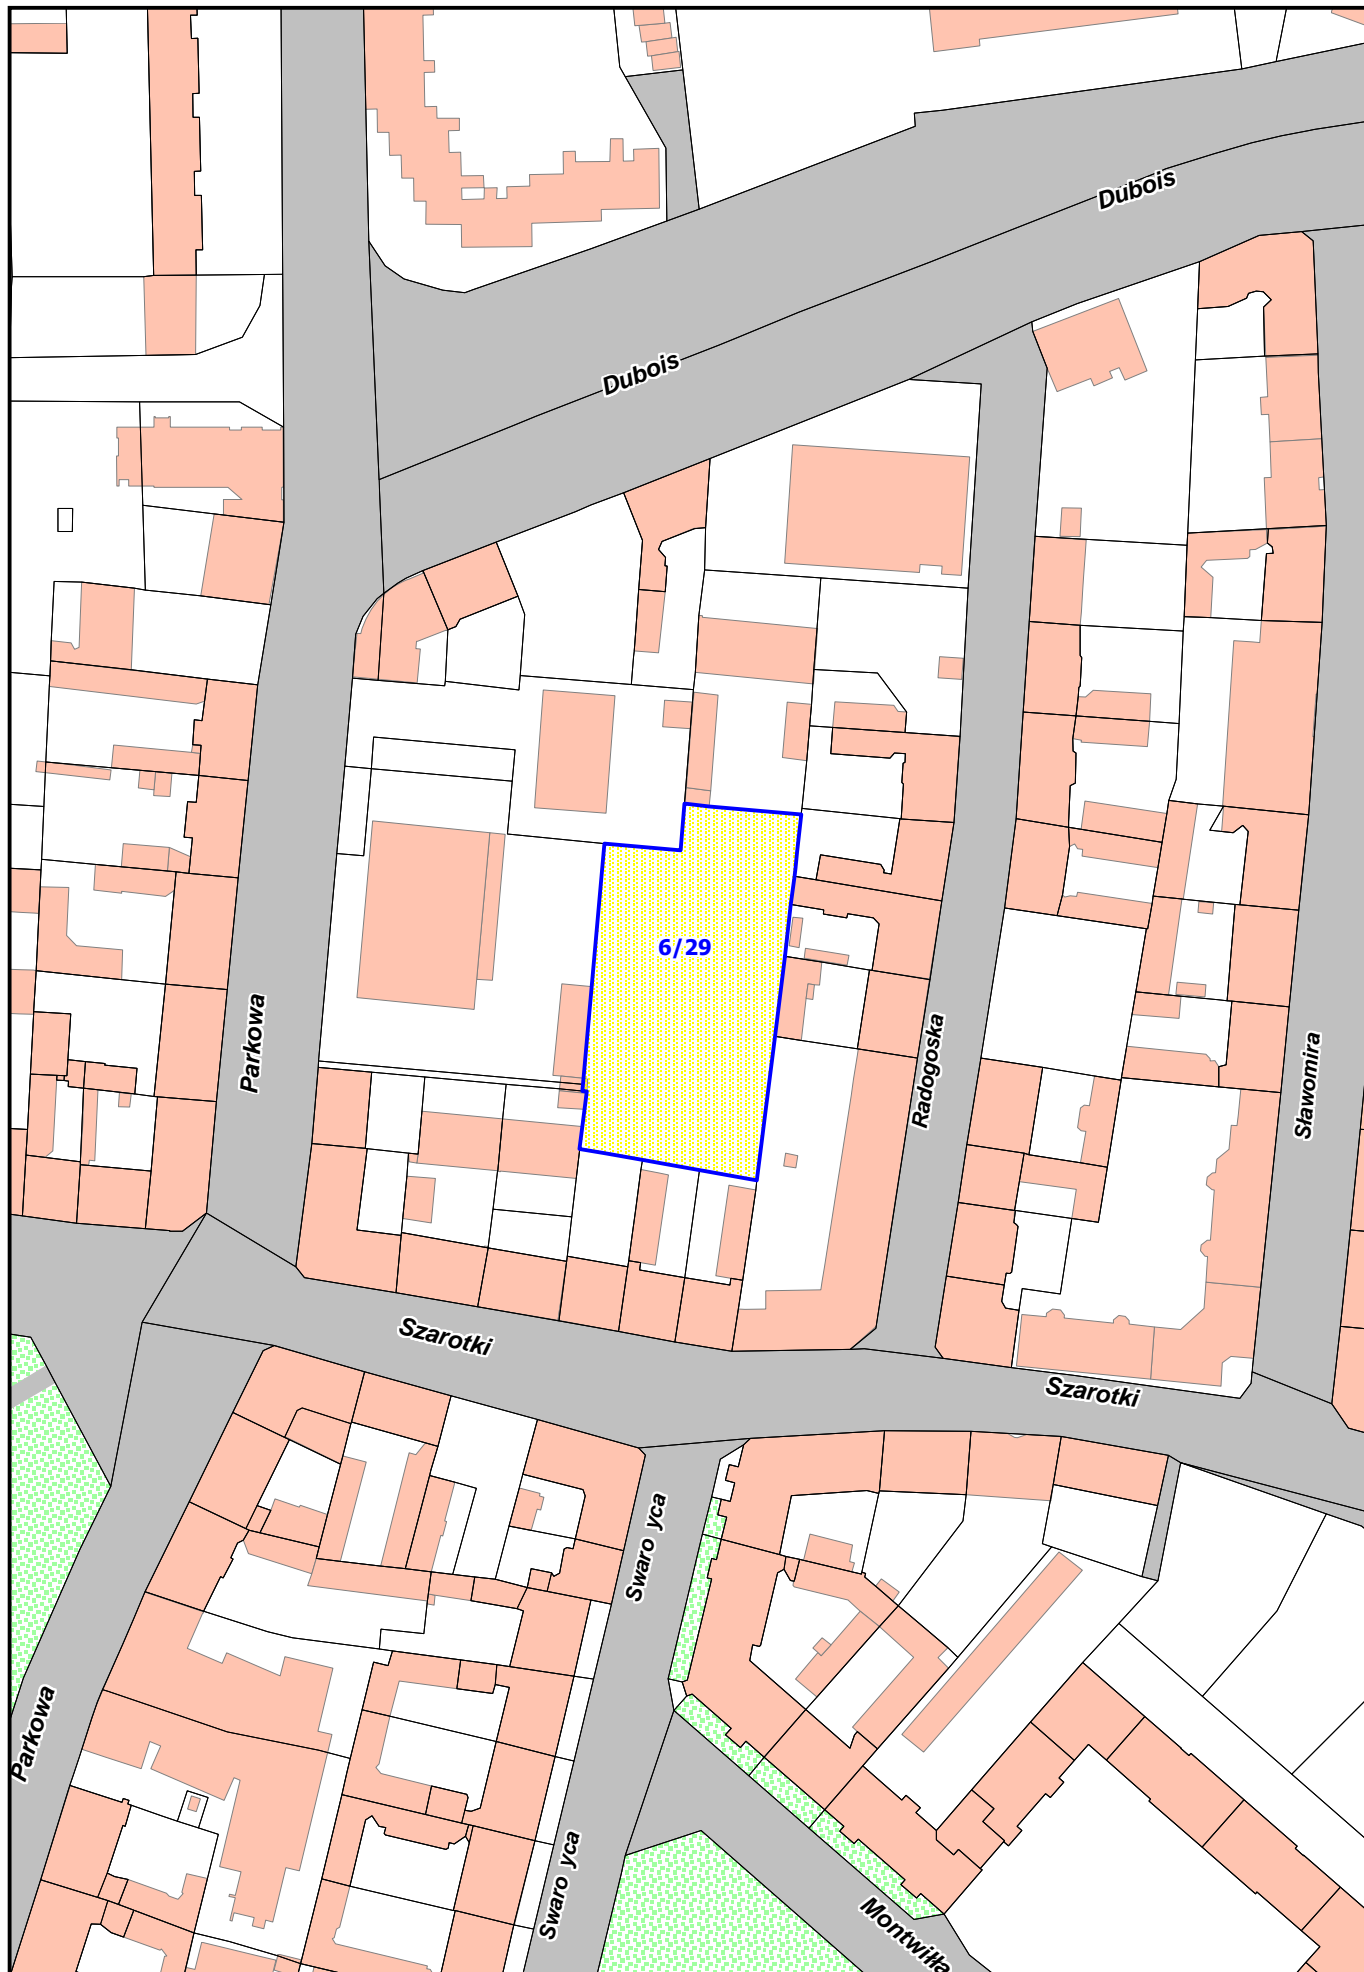 Dubois
Dubois
6/29
Parkowa
Radogoska
Sławomira
Szarotki
Szarotki
Swaro yca
Parkowa
Swaro yca
Montwiłła